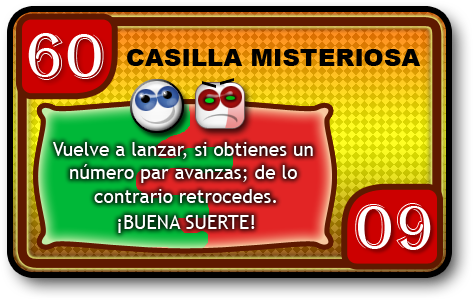 60
CASILLA MISTERIOSA
Vuelve a lanzar, si obtienes un
número par avanzas; de lo
contrario retrocedes.
¡BUENA SUERTE!
09